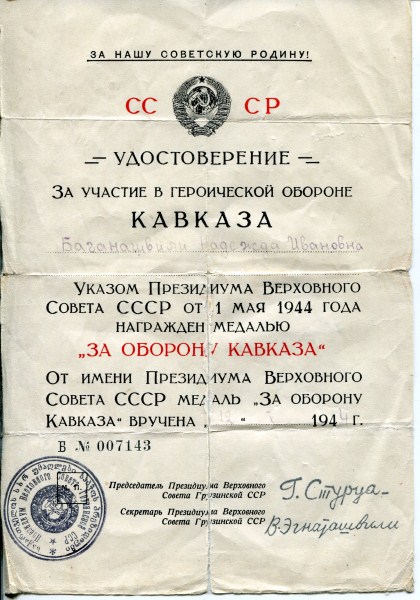 ЗА НАШУ СОВЕТСКУЮ РОДИНУ!
СС СР
УДОСТОВЕРЕНИЕ
ЗА УЧАСТИЕ В ГЕРОИЧЕСКОЙ ОБОРОНЕ
КАВКАЗА
Баганашвили Надежда Ивановна
УКАЗОМ ПРЕЗИДИУМА ВЕРХОВНОГО
СОВЕТА СССР ОТ 1 МАЯ 1944 ГОДА
НАГРАЖДЕН МЕДАЛЬЮ
„ЗА ОБОРОНУ КАВКАЗА“
ОТ ИМЕНИ ПРЕЗИДИУМА ВЕРХОВНОГО
СОВЕТА СССР МЕДАЛЬ „ЗА ОБОРОНУ
КАВКАЗА“ ВРУЧЕНА „ “ 1944 г.
Б № 007143
Председатель Президиума Верховного
Совета Грузинской ССР
Г. Стуруа
Секретарь Президиума Верховного
Совета Грузинской ССР
В. Эгнаташвили